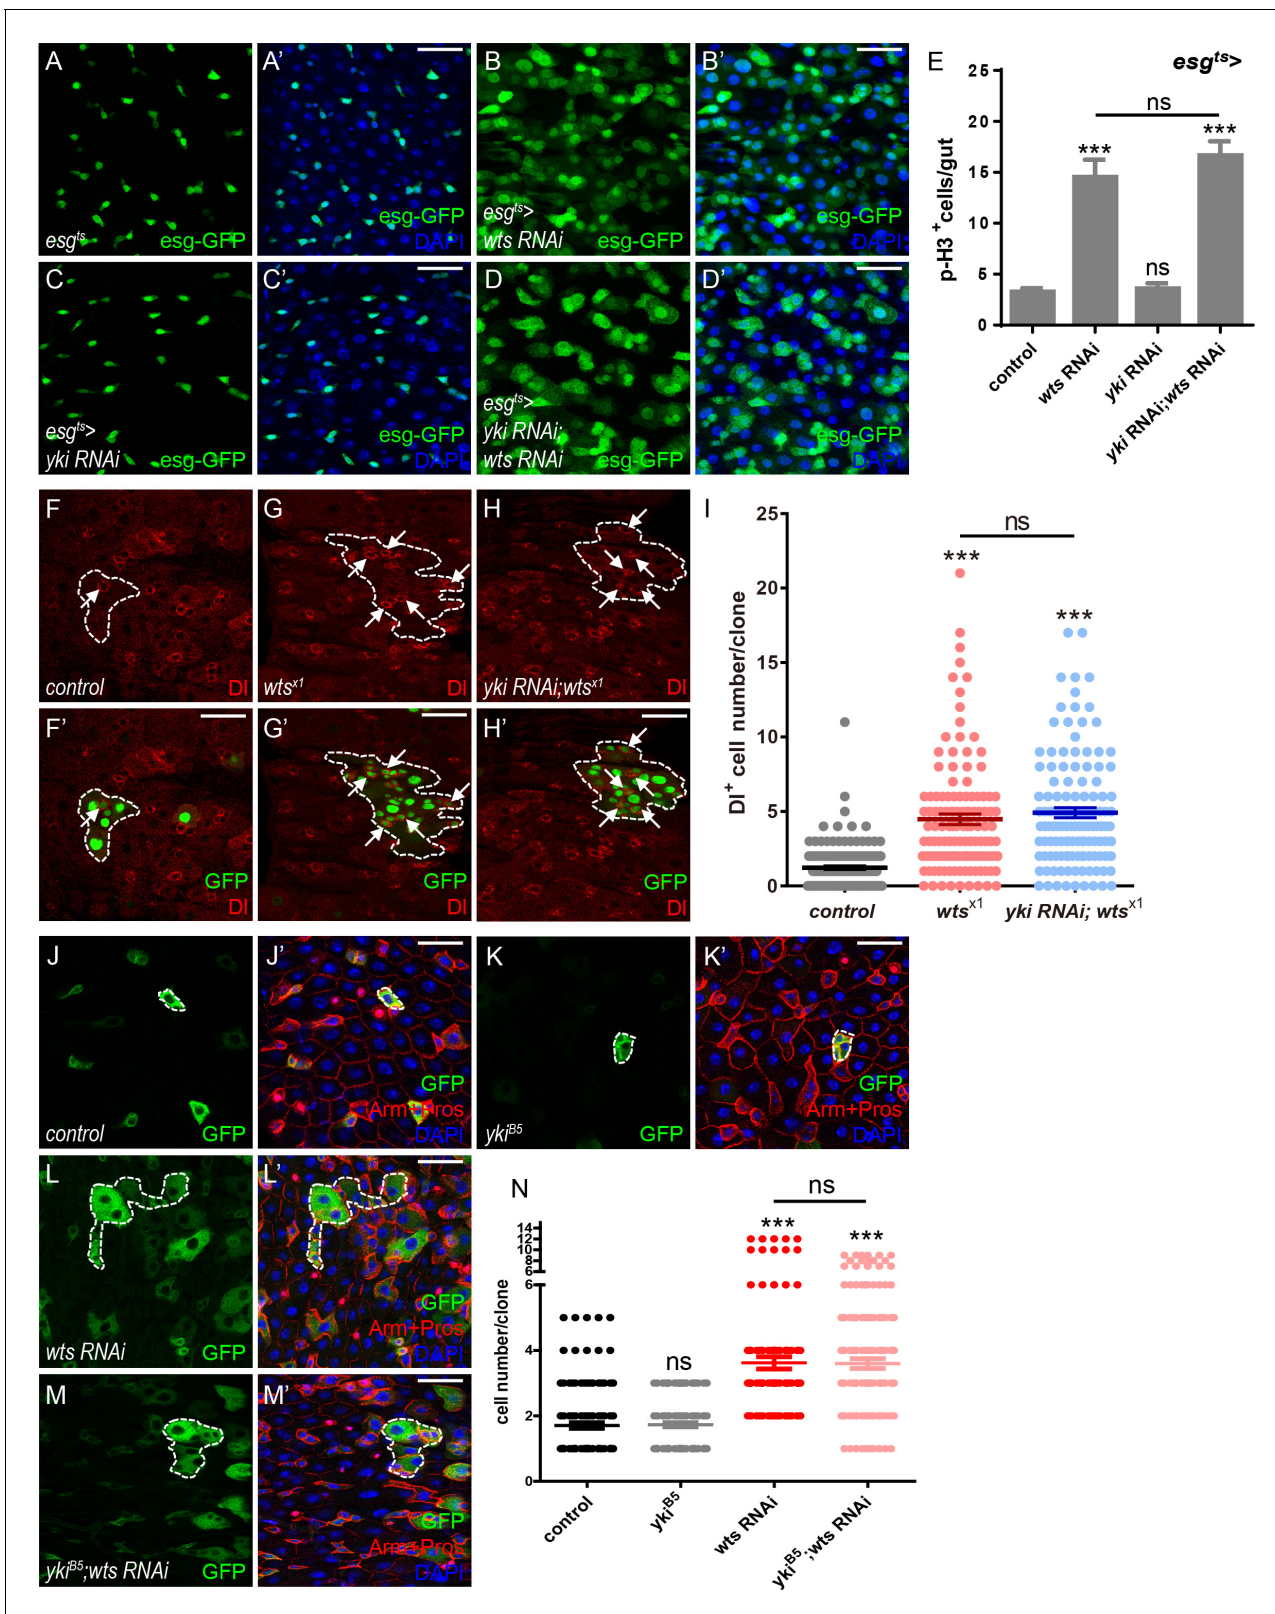 A
esgᵗˢ
esg-GFP
A'
esg-GFP
DAPI
B
esgᵗˢ>
wts RNAi
esg-GFP
B'
esg-GFP
DAPI
C
esgᵗˢ>
yki RNAi
esg-GFP
C'
esg-GFP
DAPI
D
esgᵗˢ>
yki RNAi;
wts RNAi
esg-GFP
D'
esg-GFP
DAPI
E
esgᵗˢ>
p-H3⁺cells/gut
25
20
15
10
5
0
ns
***
ns
***
control
wts RNAi
yki RNAi
yki RNAi;wts RNAi
F
control
Dl
G
wtsˣ¹
Dl
H
yki RNAi;wtsˣ¹
Dl
F'
GFP
Dl
G'
GFP
Dl
H'
GFP
Dl
I
Dl⁺ cell number/clone
25
20
15
10
5
0
ns
***
***
control
wtsˣ¹
yki RNAi; wtsˣ¹
J
control
GFP
J'
GFP
Arm+Pros
DAPI
K
ykiᴮ⁵
GFP
K'
GFP
Arm+Pros
DAPI
L
wts RNAi
GFP
L'
GFP
Arm+Pros
DAPI
M
ykiᴮ⁵;wts RNAi
GFP
M'
GFP
Arm+Pros
DAPI
N
cell number/clone
14
12
10
8
6
6
4
2
0
ns
ns
***
***
control
ykiᴮ⁵
wts RNAi
ykiᴮ⁵;wts RNAi